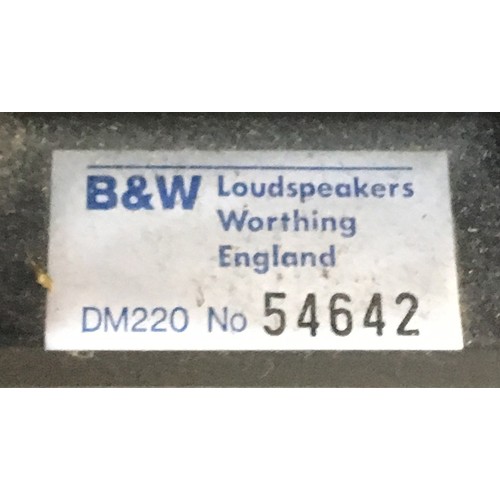 B&W Loudspeakers
Worthing
England
DM220 No 54642